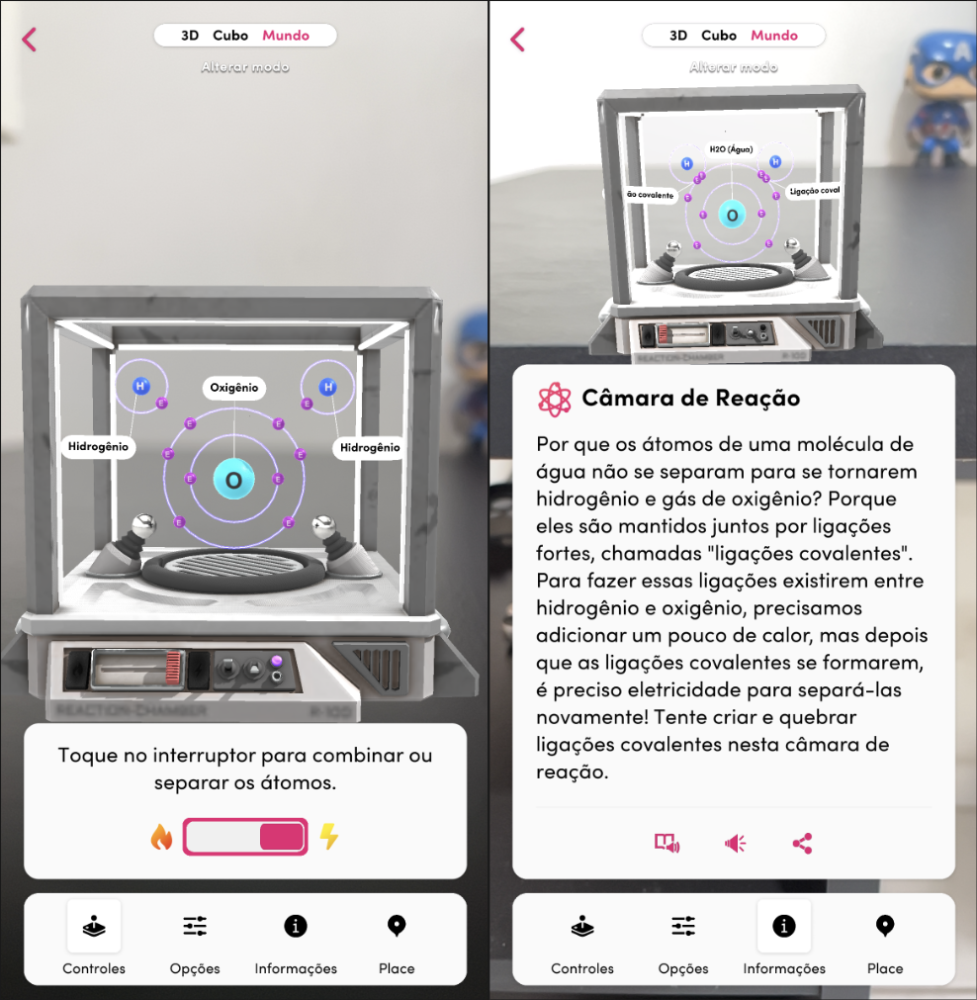 3D Cubo Mundo
Alterar modo
H
H
Oxigênio
E
E
E
E
Hidrogênio
Hidrogênio
E
E
E
E
O
E
E
REACTION-CHAMBER R-100
Toque no interruptor para combinar ou
separar os átomos.
Controles Opções Informações Place
3D Cubo Mundo
Alterar modo
A
H2O (Água)
H
H
E
E
E
E
ão covalente
Ligação coval
E
E
E
E
O
E
E
REACTION-CHAMBER R-100
Câmara de Reação
Por que os átomos de uma molécula de
água não se separam para se tornarem
hidrogênio e gás de oxigênio? Porque
eles são mantidos juntos por ligações
fortes, chamadas "ligações covalentes".
Para fazer essas ligações existirem entre
hidrogênio e oxigênio, precisamos
adicionar um pouco de calor, mas depois
que as ligações covalentes se formarem,
é preciso eletricidade para separá-las
novamente! Tente criar e quebrar
ligações covalentes nesta câmara de
reação.
Controles Opções Informações Place